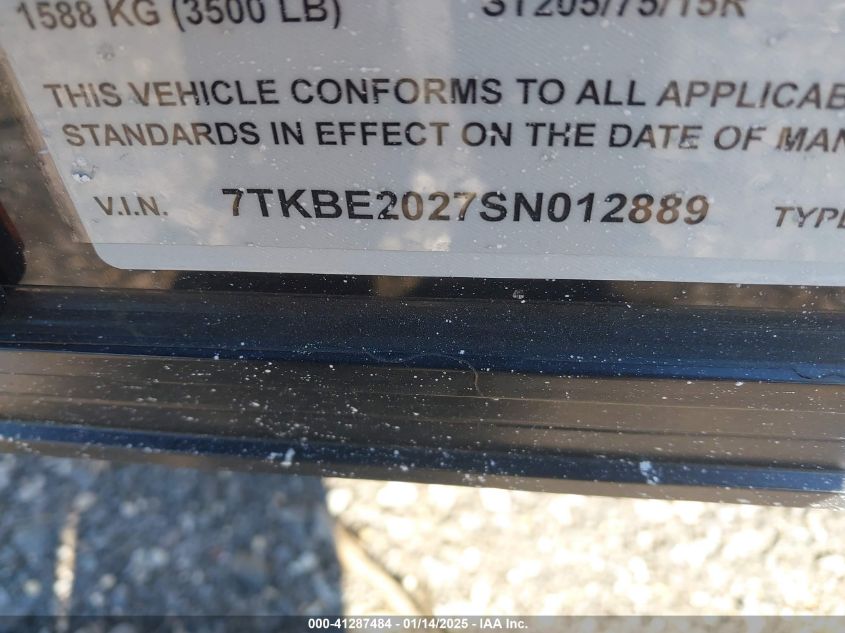 1588 KG (3500 LB) ST205/75/15R
THIS VEHICLE CONFORMS TO ALL APPLICAB
STANDARDS IN EFFECT ON THE DATE OF MAN
V.I.N. 7TKBE2027SN012889 TYPE
000-41287484 - 01/14/2025 - IAA Inc.